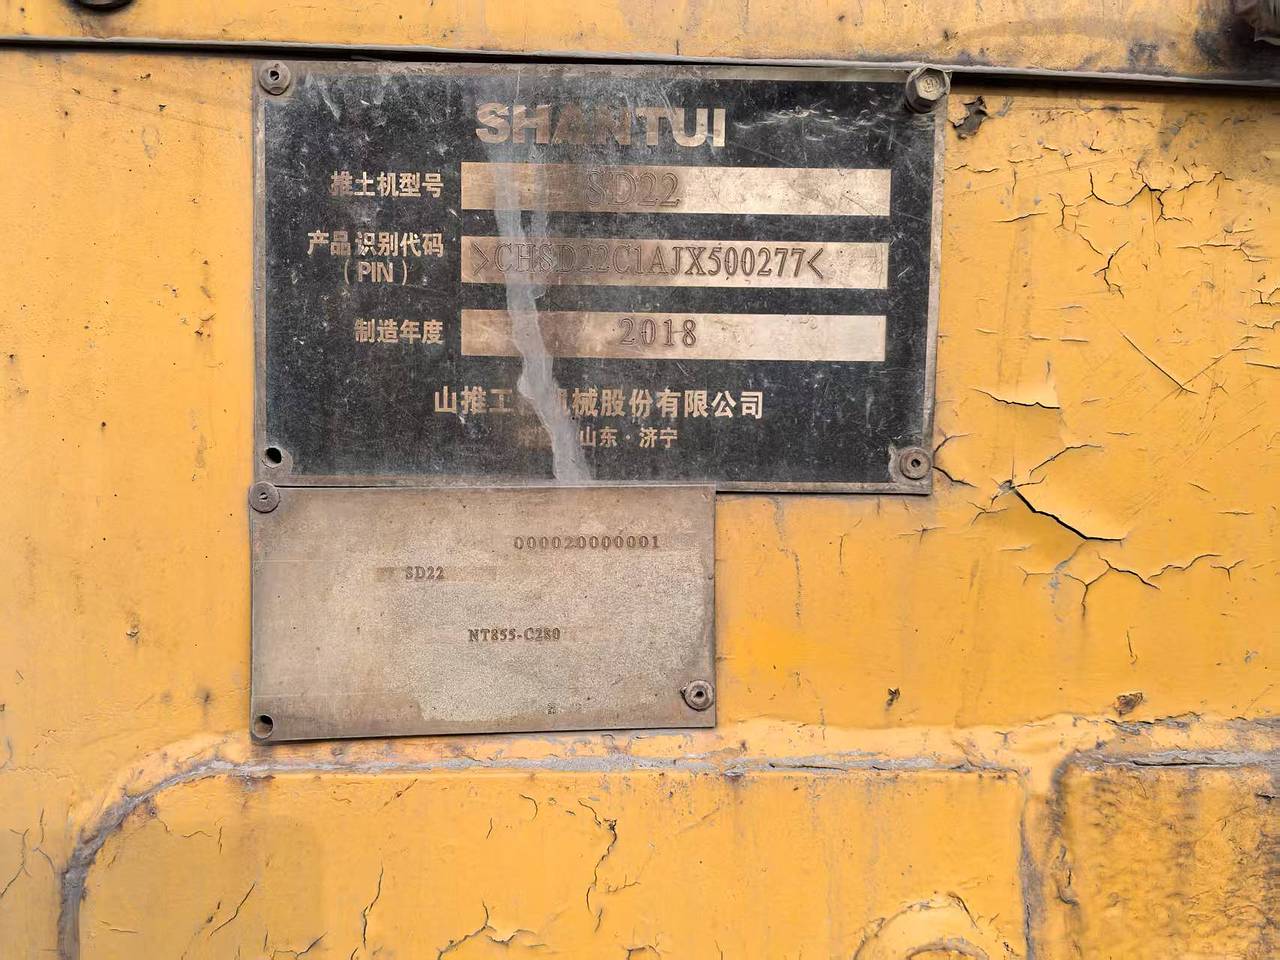 SHANTUI
推土机型号 SD22
产品识别代码 >CHSD22C1AJX500277<
(PIN)
制造年度 2018
山推工 机械股份有限公司
山东·济宁
000020000001
SD22
NT855-C280